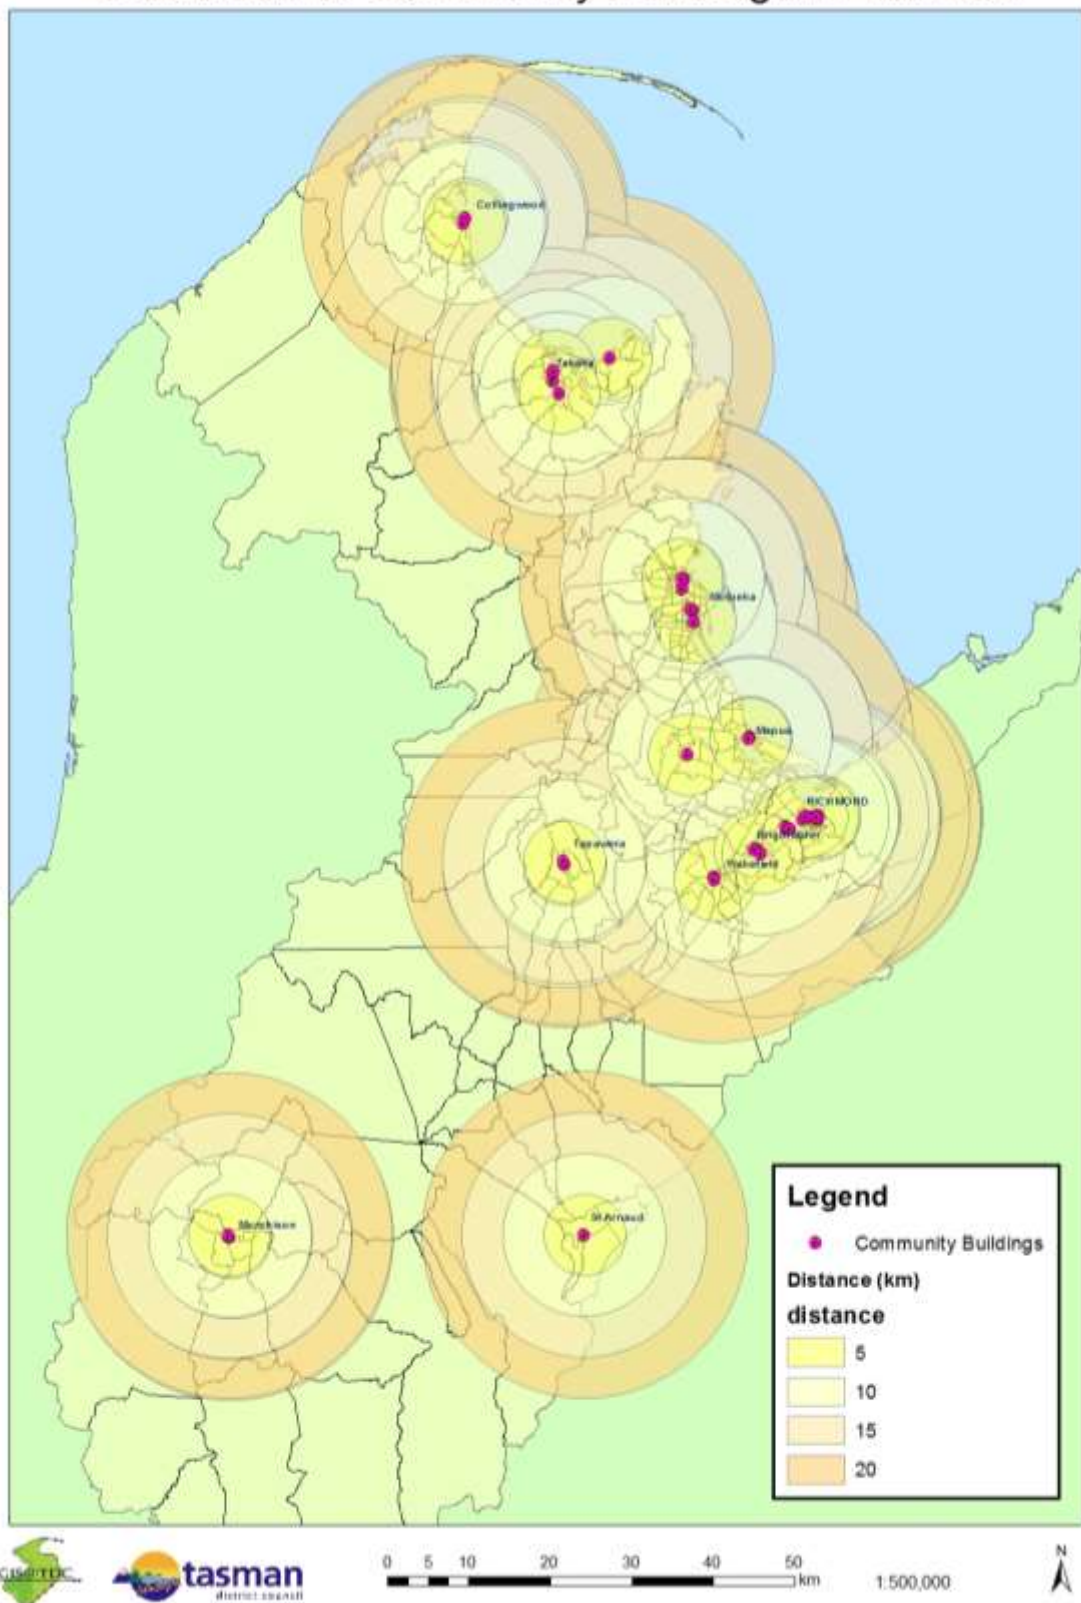 Collingwood
Takaka
Motueka
Mapua
RICHMOND
Brightwater
Wakefield
Tapawera
Murchison
St Arnaud
Legend
Community Buildings
Distance (km)
distance
5
10
15
20
tasman
district council
0 5 10 20 30 40 50
km
1:500,000
N